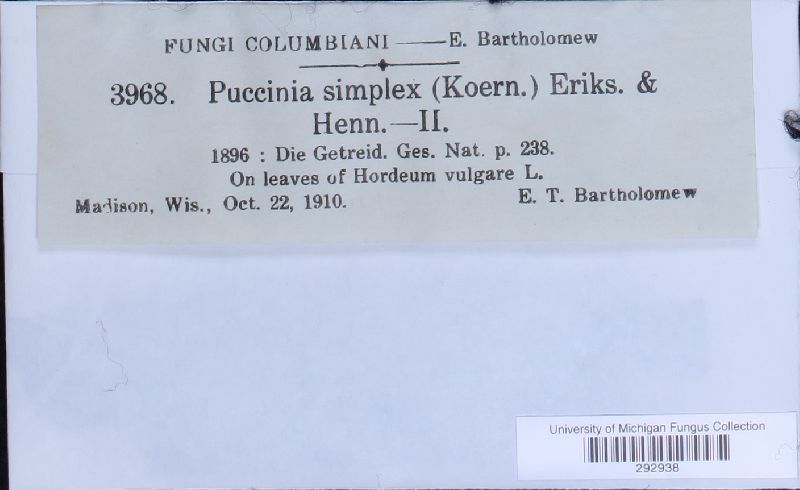 FUNGI COLUMBIANI — E. Bartholomew
3968. Puccinia simplex (Koern.) Eriks. &
Henn.—II.
1896 : Die Getreid. Ges. Nat. p. 238.
On leaves of Hordeum vulgare L.
Madison, Wis., Oct. 22, 1910. E. T. Bartholomew
University of Michigan Fungus Collection
292938